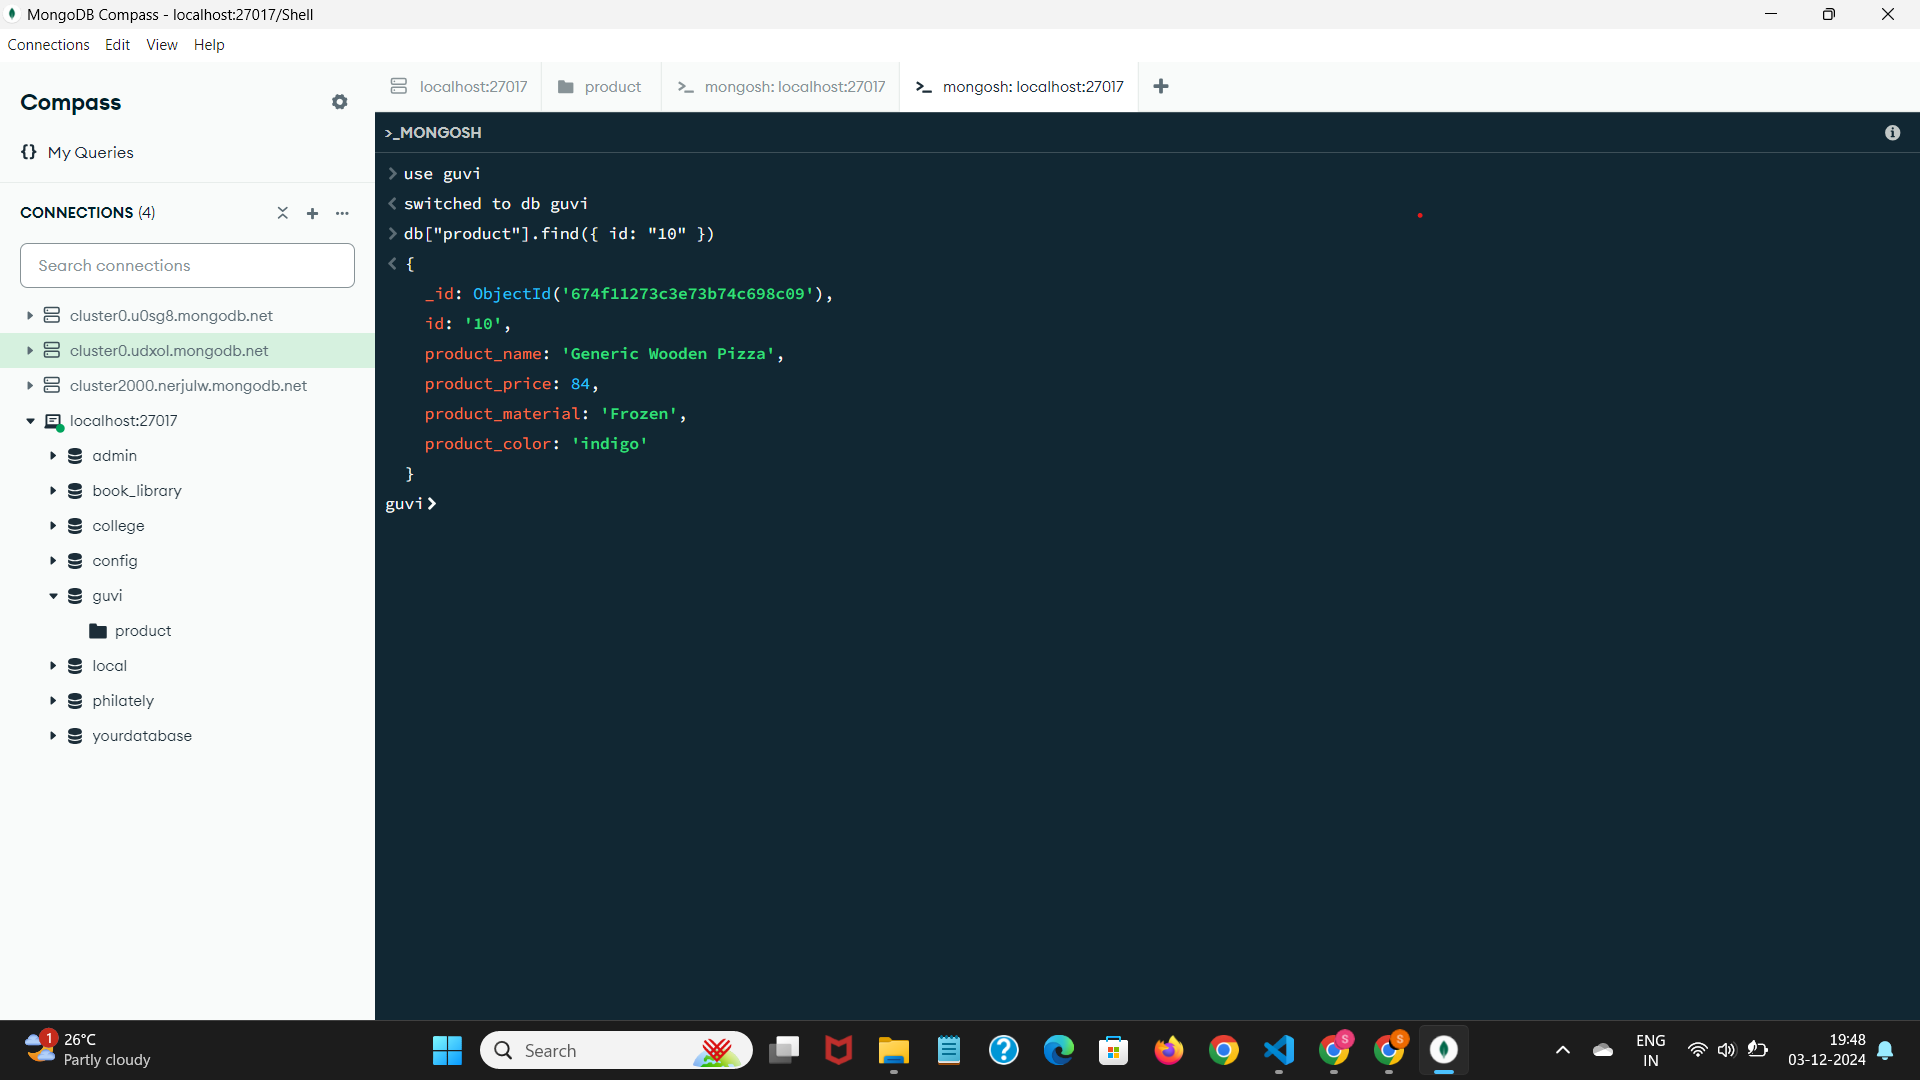 MongoDB Compass - localhost:27017/Shell
Connections Edit View Help
Compass
{} My Queries
CONNECTIONS (4)
Search connections
cluster0.u0sg8.mongodb.net
cluster0.udxol.mongodb.net
cluster2000.nerjulw.mongodb.net
localhost:27017
admin
book_library
college
config
guvi
product
local
philately
yourdatabase
localhost:27017 product mongosh: localhost:27017 mongosh: localhost:27017
>_MONGOSH
> use guvi
< switched to db guvi
> db["product"].find({ id: "10" })
< {
_id: ObjectId('674f11273c3e73b74c698c09'),
id: '10',
product_name: 'Generic Wooden Pizza',
product_price: 84,
product_material: 'Frozen',
product_color: 'indigo'
}
guvi>
1
26°C
Partly cloudy
Search
S
S
ENG
IN
19:48
03-12-2024